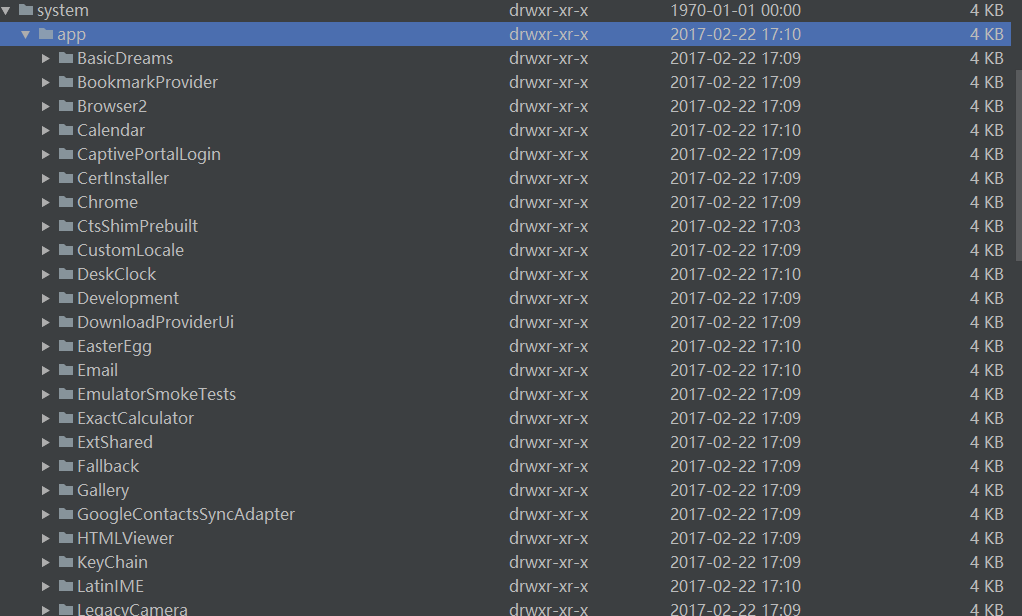 system drwxr-xr-x 1970-01-01 00:00 4 KB
app drwxr-xr-x 2017-02-22 17:10 4 KB
BasicDreams drwxr-xr-x 2017-02-22 17:09 4 KB
BookmarkProvider drwxr-xr-x 2017-02-22 17:09 4 KB
Browser2 drwxr-xr-x 2017-02-22 17:09 4 KB
Calendar drwxr-xr-x 2017-02-22 17:10 4 KB
CaptivePortalLogin drwxr-xr-x 2017-02-22 17:09 4 KB
CertInstaller drwxr-xr-x 2017-02-22 17:09 4 KB
Chrome drwxr-xr-x 2017-02-22 17:09 4 KB
CtsShimPrebuilt drwxr-xr-x 2017-02-22 17:03 4 KB
CustomLocale drwxr-xr-x 2017-02-22 17:09 4 KB
DeskClock drwxr-xr-x 2017-02-22 17:10 4 KB
Development drwxr-xr-x 2017-02-22 17:09 4 KB
DownloadProviderUi drwxr-xr-x 2017-02-22 17:09 4 KB
EasterEgg drwxr-xr-x 2017-02-22 17:10 4 KB
Email drwxr-xr-x 2017-02-22 17:10 4 KB
EmulatorSmokeTests drwxr-xr-x 2017-02-22 17:09 4 KB
ExactCalculator drwxr-xr-x 2017-02-22 17:09 4 KB
ExtShared drwxr-xr-x 2017-02-22 17:09 4 KB
Fallback drwxr-xr-x 2017-02-22 17:09 4 KB
Gallery drwxr-xr-x 2017-02-22 17:09 4 KB
GoogleContactsSyncAdapter drwxr-xr-x 2017-02-22 17:09 4 KB
HTMLViewer drwxr-xr-x 2017-02-22 17:09 4 KB
KeyChain drwxr-xr-x 2017-02-22 17:09 4 KB
LatinIME drwxr-xr-x 2017-02-22 17:10 4 KB
LegacyCamera drwxr-xr-x 2017-02-22 17:09 4 KB